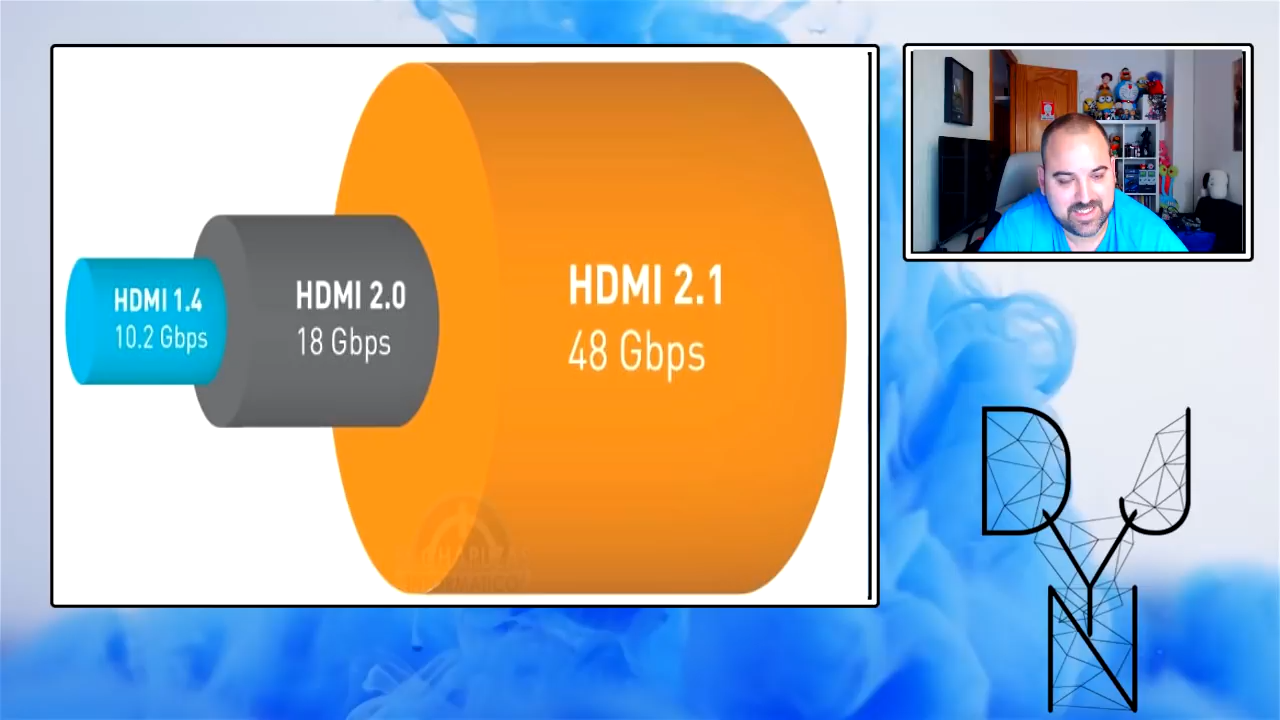 HDMI 1.4
10.2 Gbps
HDMI 2.0
18 Gbps
HDMI 2.1
48 Gbps
D J
Y
N